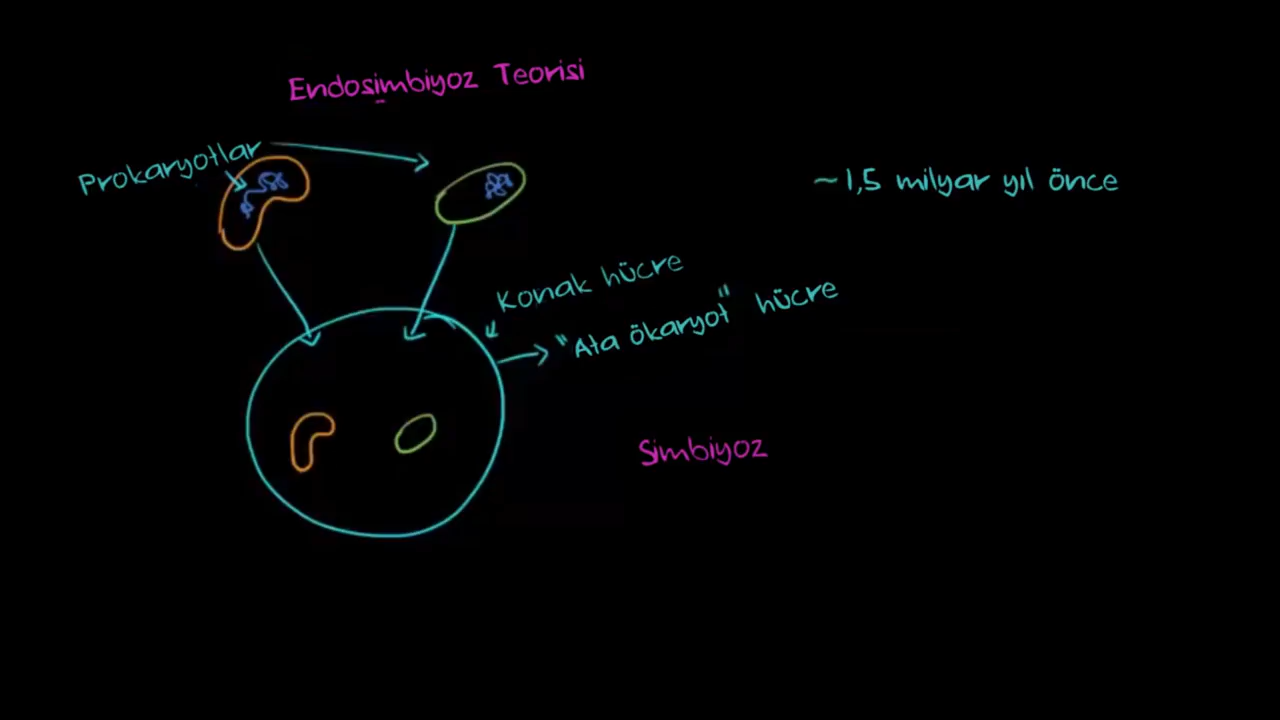 Endosimbiyoz Teorisi
Prokaryotlar
~1,5 milyar yıl önce
Konak hücre
"Ata ökaryot" hücre
Simbiyoz